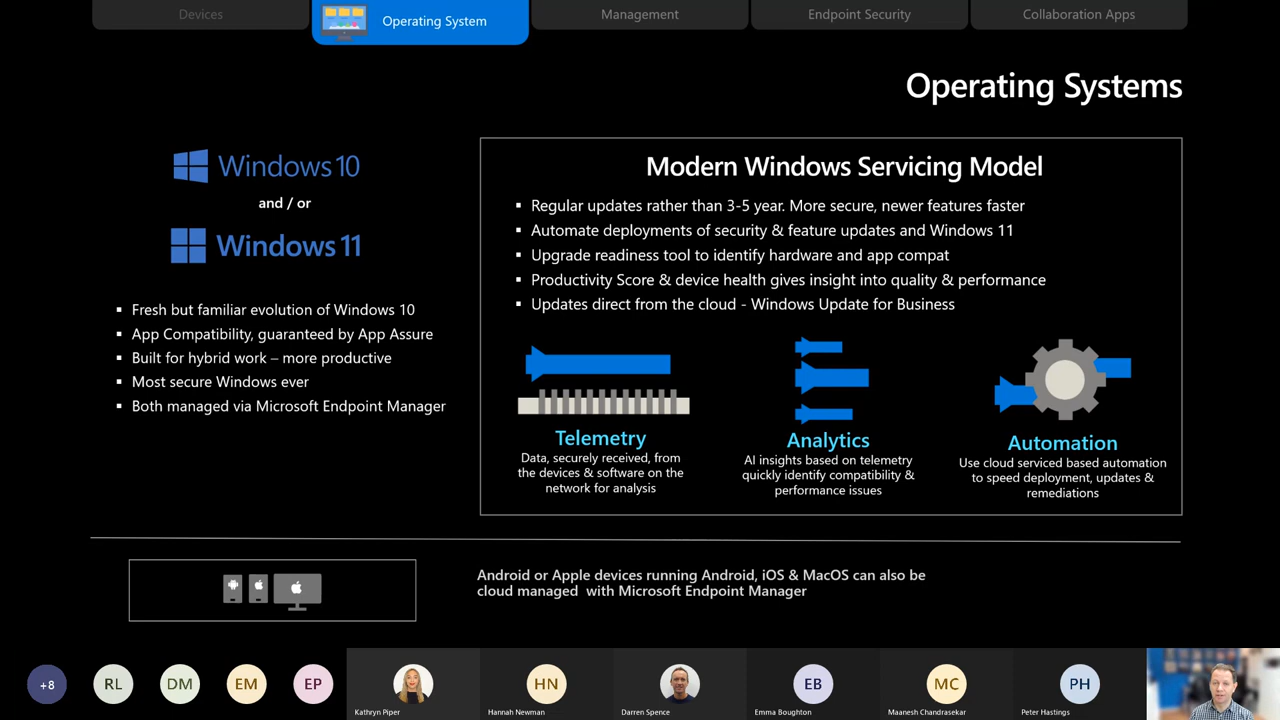 Devices
Operating System
Management
Endpoint Security
Collaboration Apps
Operating Systems
Windows 10
and / or
Windows 11
Fresh but familiar evolution of Windows 10
App Compatibility, guaranteed by App Assure
Built for hybrid work – more productive
Most secure Windows ever
Both managed via Microsoft Endpoint Manager
Modern Windows Servicing Model
Regular updates rather than 3-5 year. More secure, newer features faster
Automate deployments of security & feature updates and Windows 11
Upgrade readiness tool to identify hardware and app compat
Productivity Score & device health gives insight into quality & performance
Updates direct from the cloud - Windows Update for Business
Telemetry
Data, securely received, from
the devices & software on the
network for analysis
Analytics
AI insights based on telemetry
quickly identify compatibility &
performance issues
Automation
Use cloud serviced based automation
to speed deployment, updates &
remediations
Android or Apple devices running Android, iOS & MacOS can also be
cloud managed with Microsoft Endpoint Manager
+8
RL
DM
EM
EP
Kathryn Piper
HN
Hannah Newman
Darren Spence
EB
Emma Boughton
MC
Maanesh Chandrasekar
PH
Peter Hastings